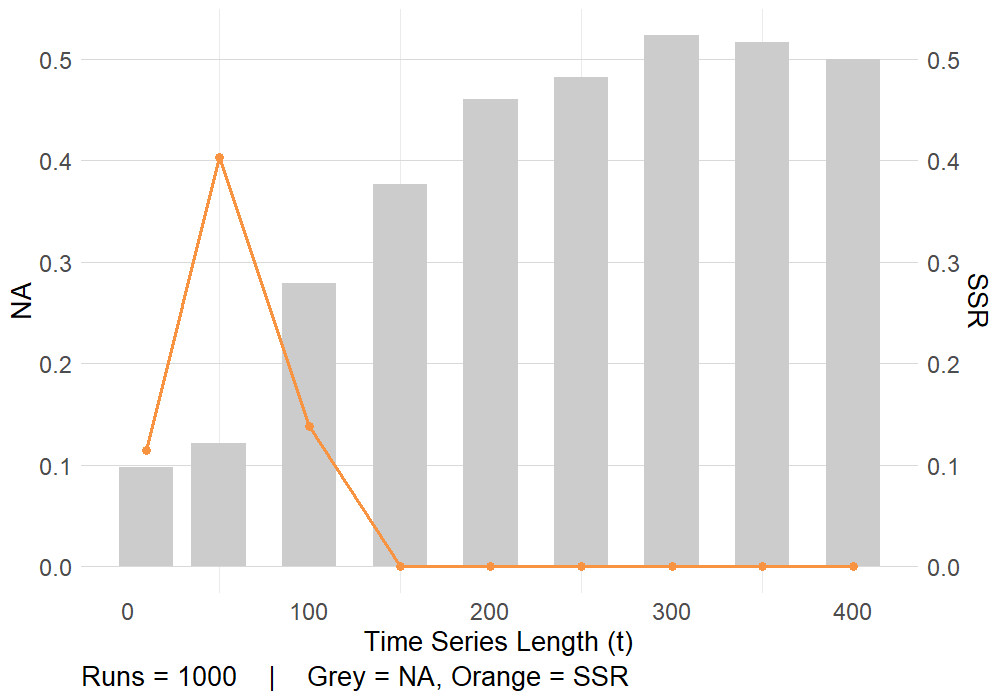 0.5
0.4
0.3
0.2
0.1
0.0
NA
0.5
0.4
0.3
0.2
0.1
0.0
SSR
0 100 200 300 400
Time Series Length (t)
Runs = 1000 | Grey = NA, Orange = SSR